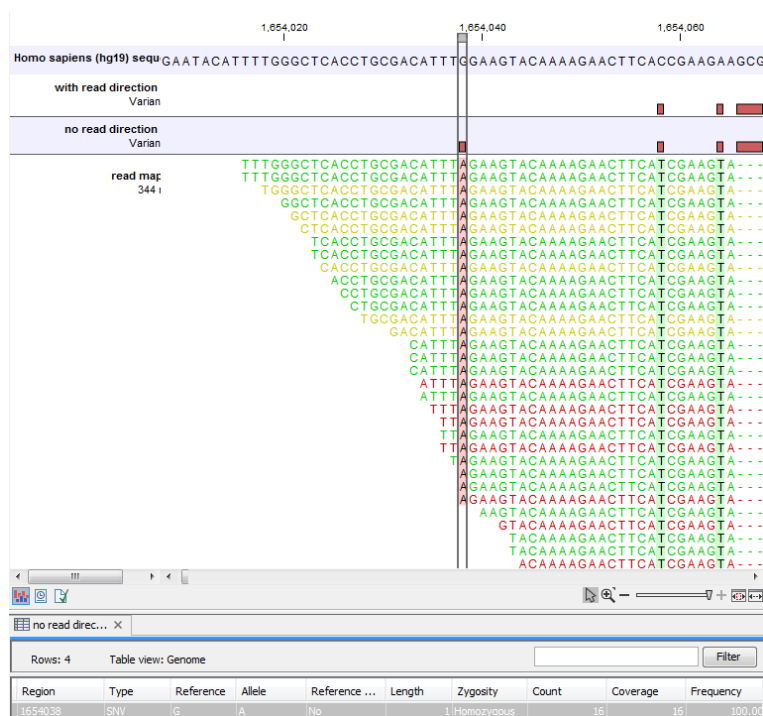 1,654,020 1,654,040 1,654,060
Homo sapiens (hg19) sequ GAATACATTTTGGGCTCACCTGCGACATTTGGAAGTACAAAAGAACTTCACCGAAGAAGCG
with read direction
Varian
no read direction
Varian
read map TTTGGGCTCACCTGCGACATTTAGAAGTACAAAAGAACTTCATCGAAGTA---
344 r TTTGGGCTCACCTGCGACATTTAGAAGTACAAAAGAACTTCATCGAAGTA---
TGGGCTCACCTGCGACATTTAGAAGTACAAAAGAACTTCATCGAAGTA---
GGCTCACCTGCGACATTTAGAAGTACAAAAGAACTTCATCGAAGTA---
GCTCACCTGCGACATTTAGAAGTACAAAAGAACTTCATCGAAGTA---
CTCACCTGCGACATTTAGAAGTACAAAAGAACTTCATCGAAGTA---
TCACCTGCGACATTTAGAAGTACAAAAGAACTTCATCGAAGTA---
TCACCTGCGACATTTAGAAGTACAAAAGAACTTCATCGAAGTA---
CACCTGCGACATTTAGAAGTACAAAAGAACTTCATCGAAGTA---
ACCTGCGACATTTAGAAGTACAAAAGAACTTCATCGAAGTA---
CCTGCGACATTTAGAAGTACAAAAGAACTTCATCGAAGTA---
CTGCGACATTTAGAAGTACAAAAGAACTTCATCGAAGTA---
TGCGACATTTAGAAGTACAAAAGAACTTCATCGAAGTA---
GACATTTAGAAGTACAAAAGAACTTCATCGAAGTA---
CATTTAGAAGTACAAAAGAACTTCATCGAAGTA---
CATTTAGAAGTACAAAAGAACTTCATCGAAGTA---
CATTTAGAAGTACAAAAGAACTTCATCGAAGTA---
ATTTAGAAGTACAAAAGAACTTCATCGAAGTA---
ATTTAGAAGTACAAAAGAACTTCATCGAAGTA---
TTTAGAAGTACAAAAGAACTTCATCGAAGTA---
TTAGAAGTACAAAAGAACTTCATCGAAGTA---
TTAGAAGTACAAAAGAACTTCATCGAAGTA---
TTAGAAGTACAAAAGAACTTCATCGAAGTA---
TAGAAGTACAAAAGAACTTCATCGAAGTA---
AGAAGTACAAAAGAACTTCATCGAAGTA---
AGAAGTACAAAAGAACTTCATCGAAGTA---
AGAAGTACAAAAGAACTTCATCGAAGTA---
AAGTACAAAAGAACTTCATCGAAGTA---
GTACAAAAGAACTTCATCGAAGTA---
TACAAAAGAACTTCATCGAAGTA---
TACAAAAGAACTTCATCGAAGTA---
ACAAAAGAACTTCATCGAAGTA---
no read direc...
Rows: 4 Table view: Genome Filter
Region Type Reference Allele Reference ... Length Zygosity Count Coverage Frequency
1654038 SNV G A No 1 Homozygous 16 16 100.00